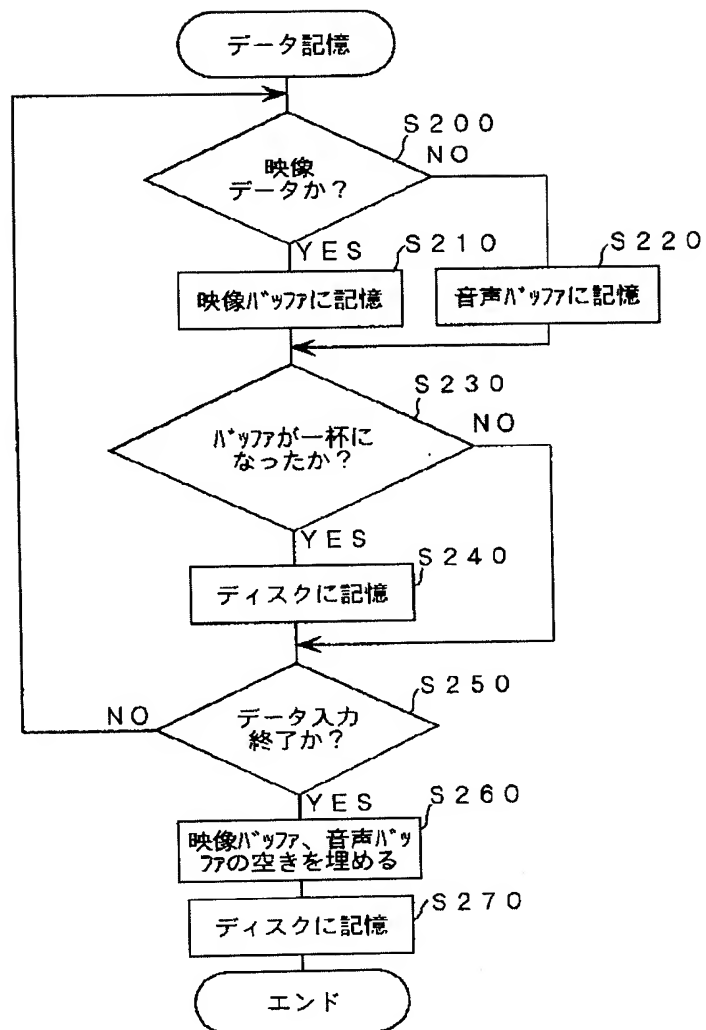 データ記憶
S200
映像
データか?
NO
YES
S210
映像バッファに記憶
S220
音声バッファに記憶
S230
バッファが一杯に
なったか?
NO
YES
S240
ディスクに記憶
S250
データ入力
終了か?
NO
YES
S260
映像バッファ、音声バッ
ファの空きを埋める
S270
ディスクに記憶
エンド